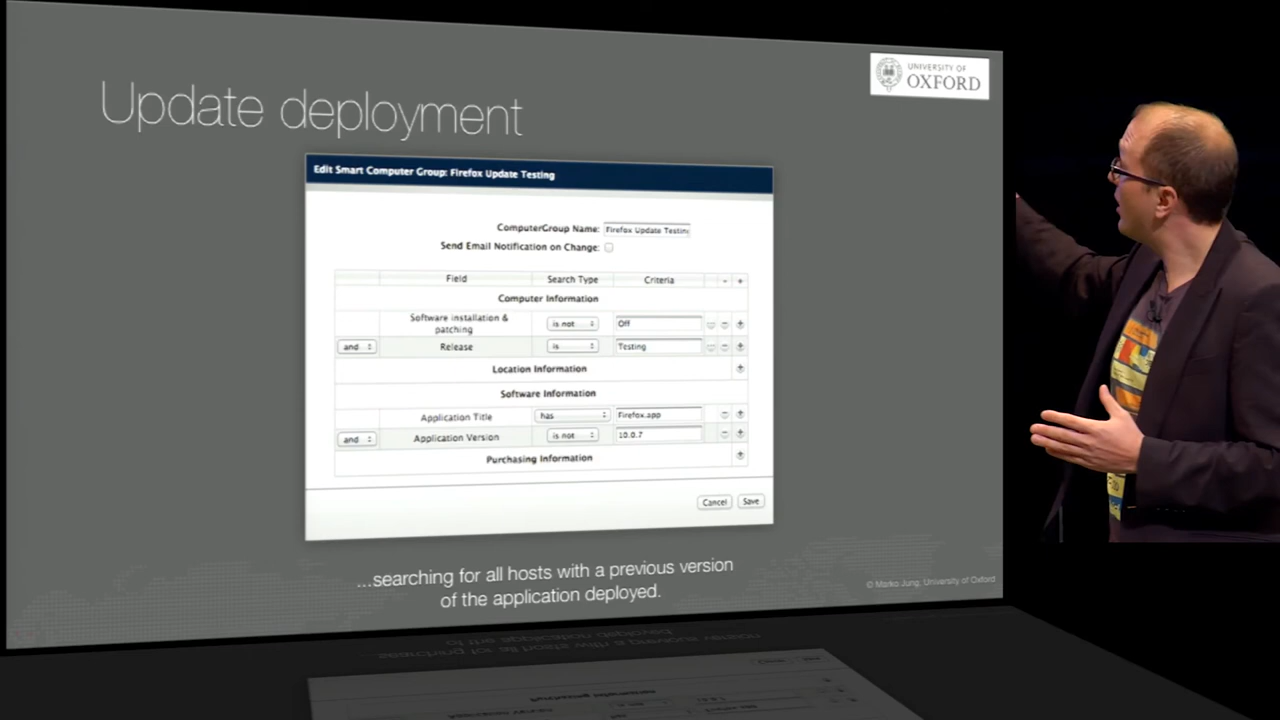 UNIVERSITY OF
OXFORD
Update deployment
Edit Smart Computer Group: Firefox Update Testing
ComputerGroup Name: Firefox Update Testing
Send Email Notification on Change:
Field Search Type Criteria - +
Computer Information
Software installation & is not Off
patching
and Release is Testing
Location Information
Software Information
Application Title has Firefox.app
and Application Version is not 10.0.7
Purchasing Information
Cancel Save
...searching for all hosts with a previous version
of the application deployed.
© Marko Jung, University of Oxford